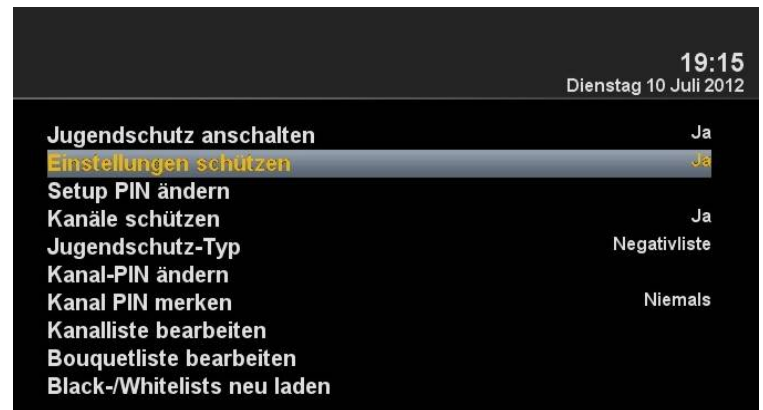 19:15
Dienstag 10 Juli 2012
Jugendschutz anschalten Ja
Einstellungen schützen Ja
Setup PIN ändern
Kanäle schützen Ja
Jugendschutz-Typ Negativliste
Kanal-PIN ändern
Kanal PIN merken Niemals
Kanalliste bearbeiten
Bouquetliste bearbeiten
Black-/Whitelists neu laden